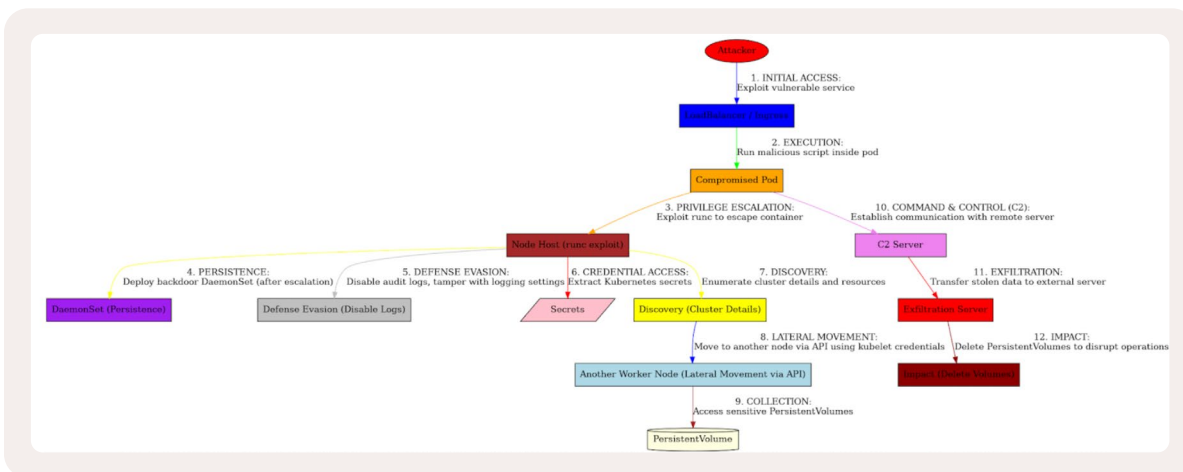 Attacker
1. INITIAL ACCESS:
Exploit vulnerable service
LoadBalancer / Ingress
2. EXECUTION:
Run malicious script inside pod
Compromised Pod
3. PRIVILEGE ESCALATION:
Exploit runc to escape container
10. COMMAND & CONTROL (C2):
Establish communication with remote server
Node Host (runc exploit)
C2 Server
4. PERSISTENCE:
Deploy backdoor DaemonSet (after escalation)
5. DEFENSE EVASION:
Disable audit logs, tamper with logging settings
6. CREDENTIAL ACCESS:
Extract Kubernetes secrets
7. DISCOVERY:
Enumerate cluster details and resources
11. EXFILTRATION:
Transfer stolen data to external server
DaemonSet (Persistence)
Defense Evasion (Disable Logs)
Secrets
Discovery (Cluster Details)
Exfiltration Server
8. LATERAL MOVEMENT:
Move to another node via API using kubelet credentials
12. IMPACT:
Delete PersistentVolumes to disrupt operations
Another Worker Node (Lateral Movement via API)
Impact (Delete Volumes)
9. COLLECTION:
Access sensitive PersistentVolumes
PersistentVolume